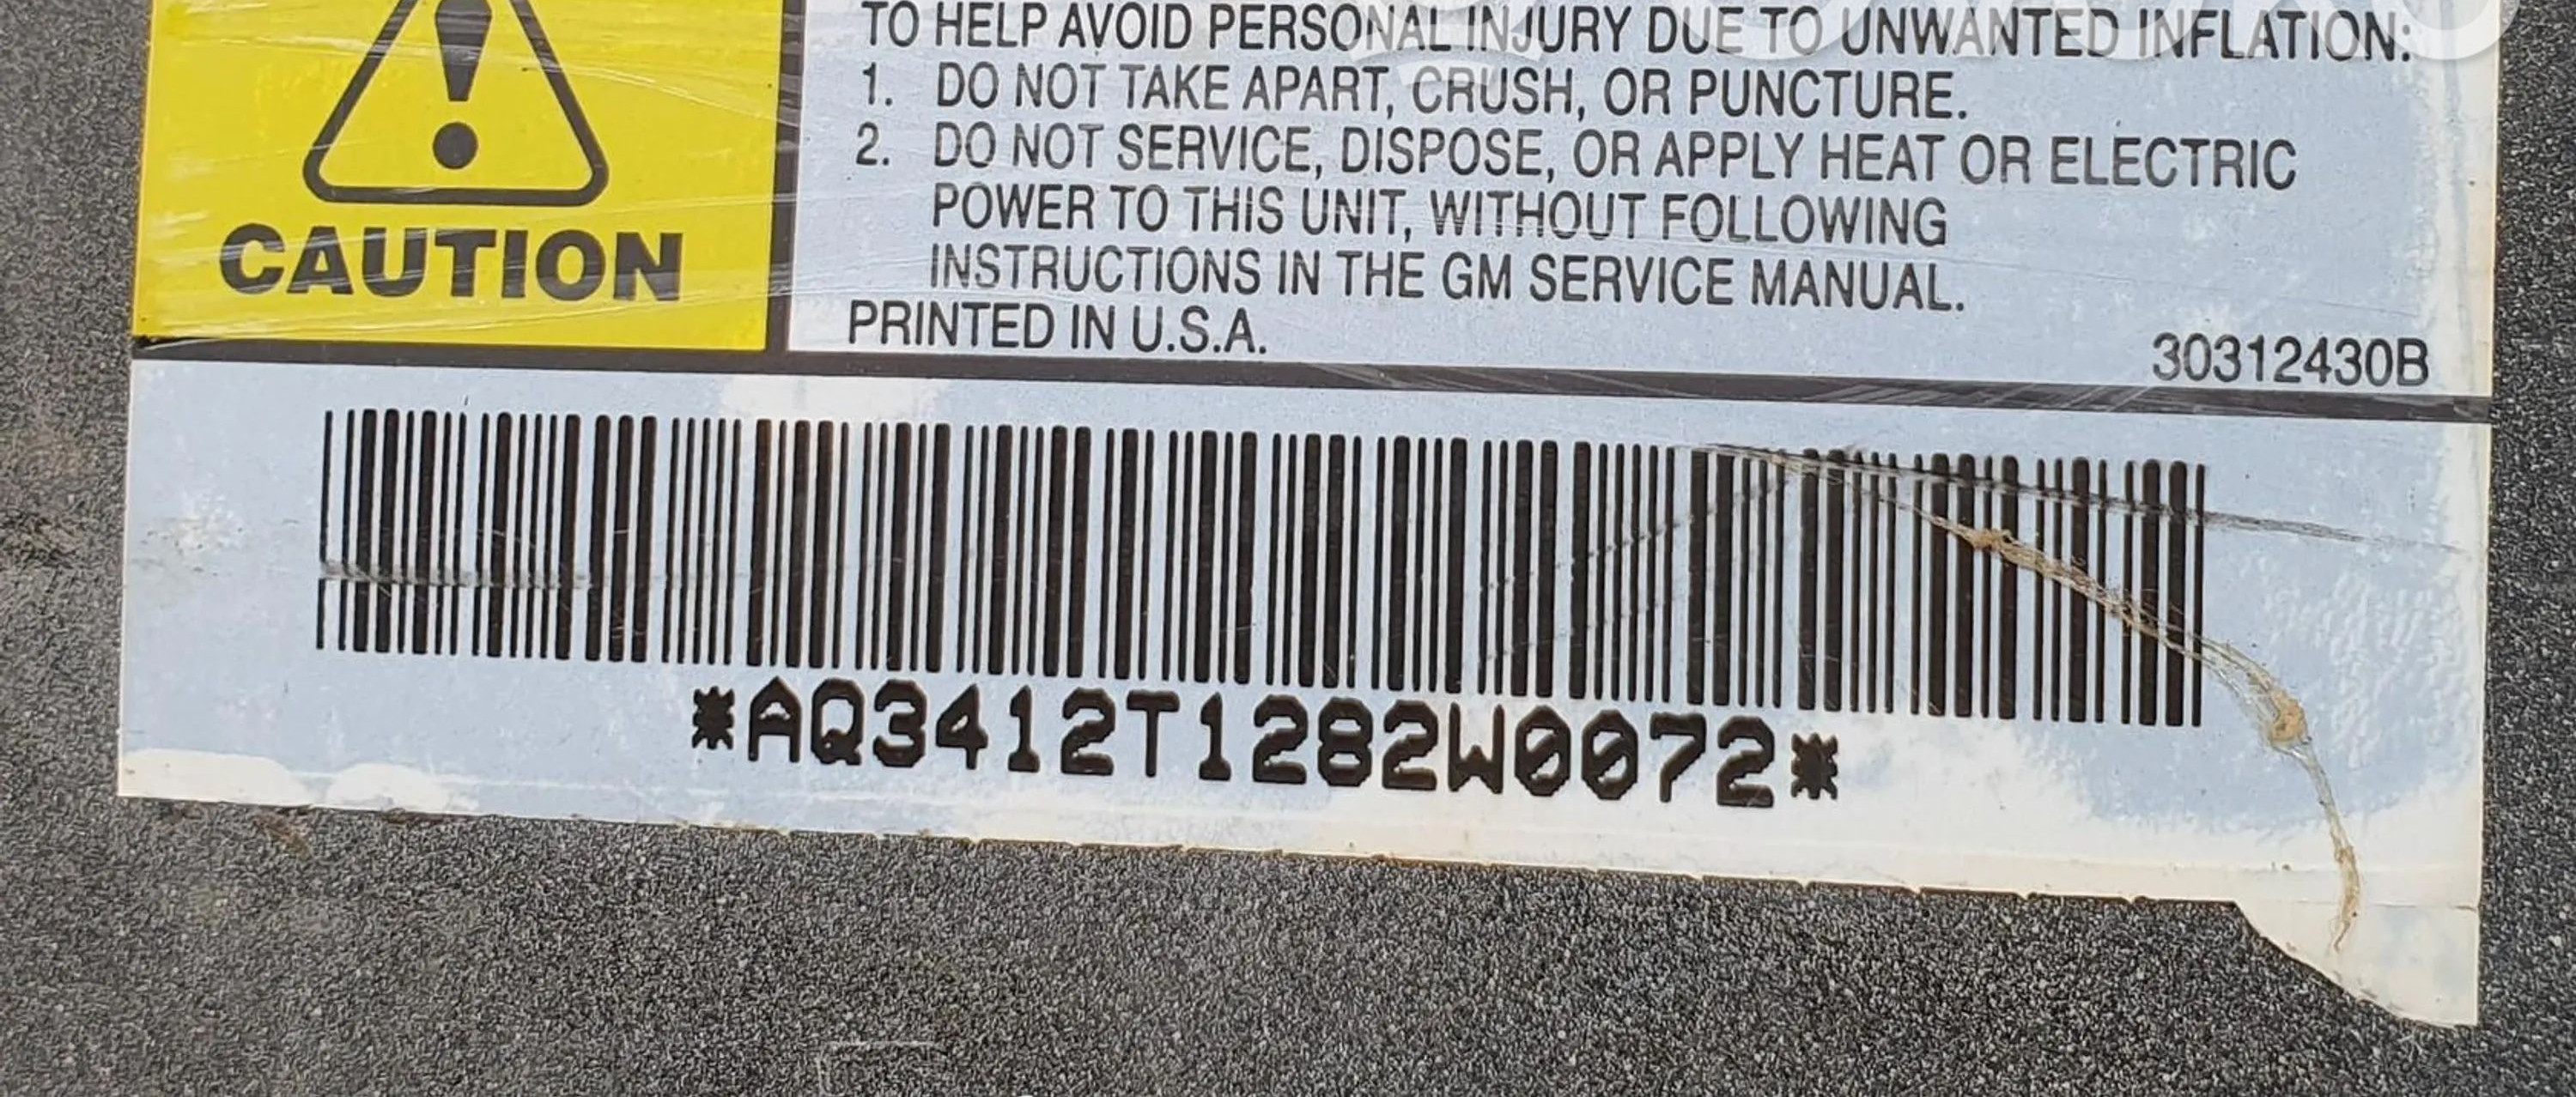 TO HELP AVOID PERSONAL INJURY DUE TO UNWANTED INFLATION:
1. DO NOT TAKE APART, CRUSH, OR PUNCTURE.
2. DO NOT SERVICE, DISPOSE, OR APPLY HEAT OR ELECTRIC
POWER TO THIS UNIT, WITHOUT FOLLOWING
INSTRUCTIONS IN THE GM SERVICE MANUAL.
PRINTED IN U.S.A.
30312430B
CAUTION
*AQ3412T1282W0072*